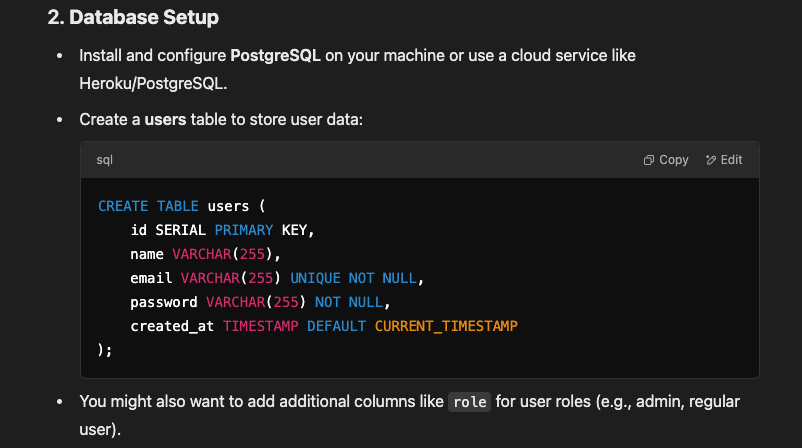 2. Database Setup
• Install and configure PostgreSQL on your machine or use a cloud service like
Heroku/PostgreSQL.
• Create a users table to store user data:
sql Copy Edit
CREATE TABLE users (
    id SERIAL PRIMARY KEY,
    name VARCHAR(255),
    email VARCHAR(255) UNIQUE NOT NULL,
    password VARCHAR(255) NOT NULL,
    created_at TIMESTAMP DEFAULT CURRENT_TIMESTAMP
);
• You might also want to add additional columns like role for user roles (e.g., admin, regular
user).